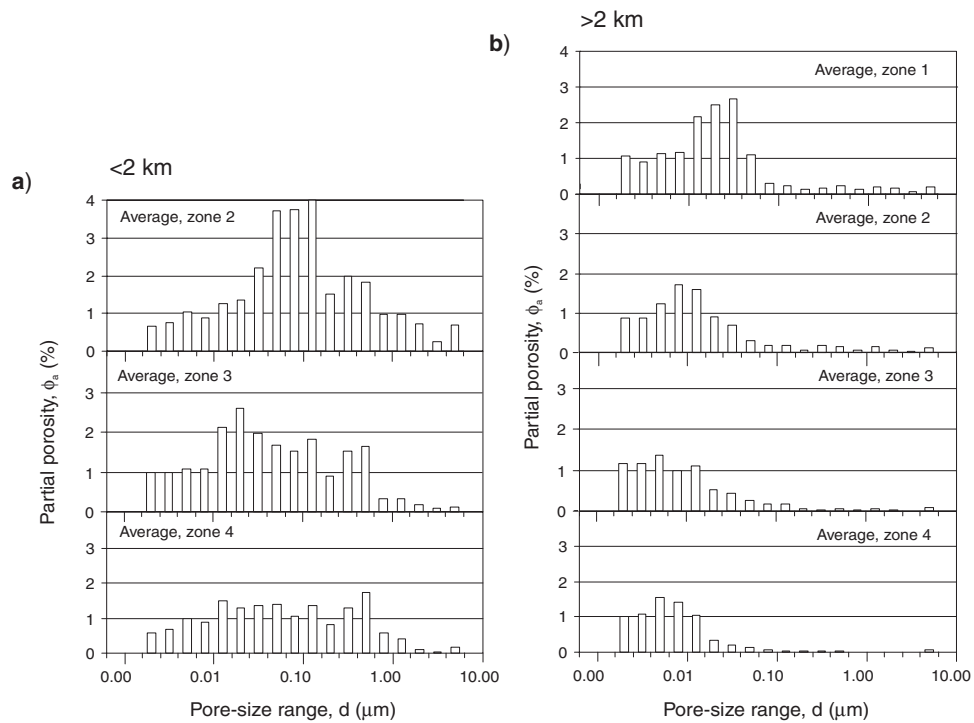 a)
<2 km
4
3
2
1
0
Average, zone 2
3
2
1
0
Average, zone 3
3
2
1
0
Average, zone 4
0.00 0.01 0.10 1.00 10.00
Partial porosity, ϕa (%)
Pore-size range, d (μm)
b)
>2 km
4
3
2
1
0
Average, zone 1
3
2
1
0
Average, zone 2
3
2
1
0
Average, zone 3
3
2
1
0
Average, zone 4
0.00 0.01 0.10 1.00 10.00
Partial porosity, ϕa (%)
Pore-size range, d (μm)